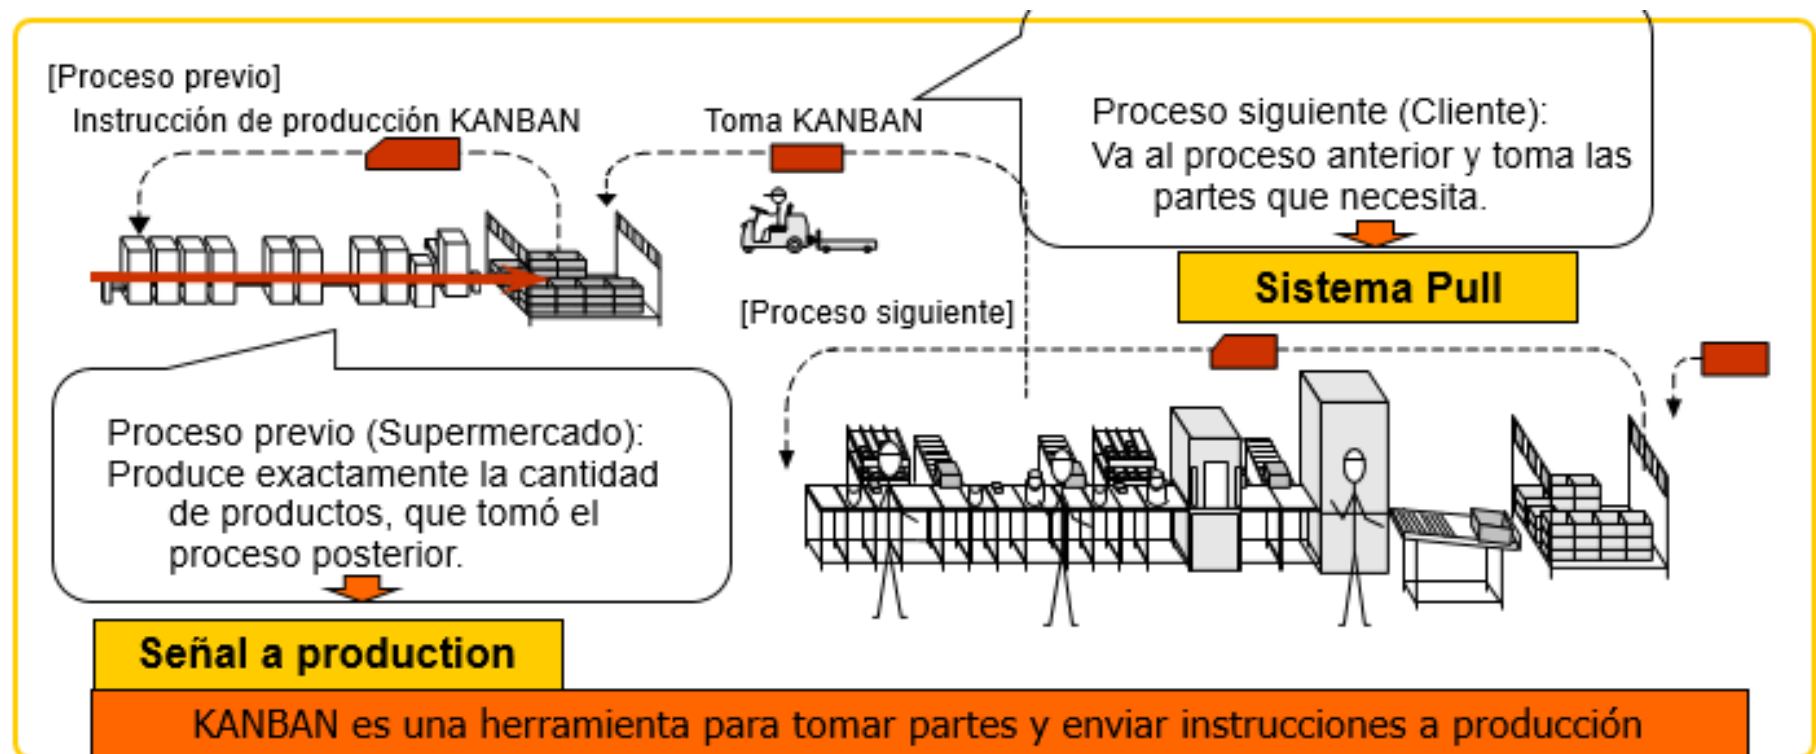 [Proceso previo]
Instrucción de producción KANBAN
Toma KANBAN
Proceso siguiente (Cliente):
Va al proceso anterior y toma las
partes que necesita.
Sistema Pull
[Proceso siguiente]
Proceso previo (Supermercado):
Produce exactamente la cantidad
de productos, que tomó el
proceso posterior.
Señal a production
KANBAN es una herramienta para tomar partes y enviar instrucciones a producción